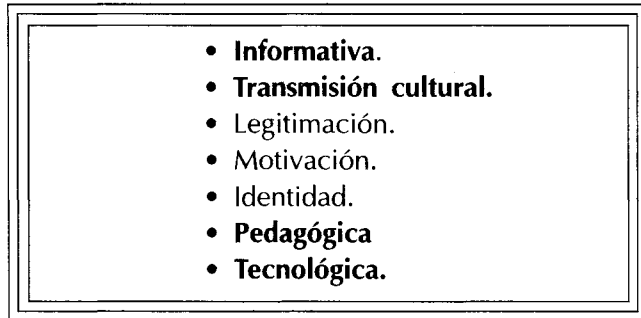 • Informativa.
• Transmisión cultural.
• Legitimación.
• Motivación.
• Identidad.
• Pedagógica
• Tecnológica.